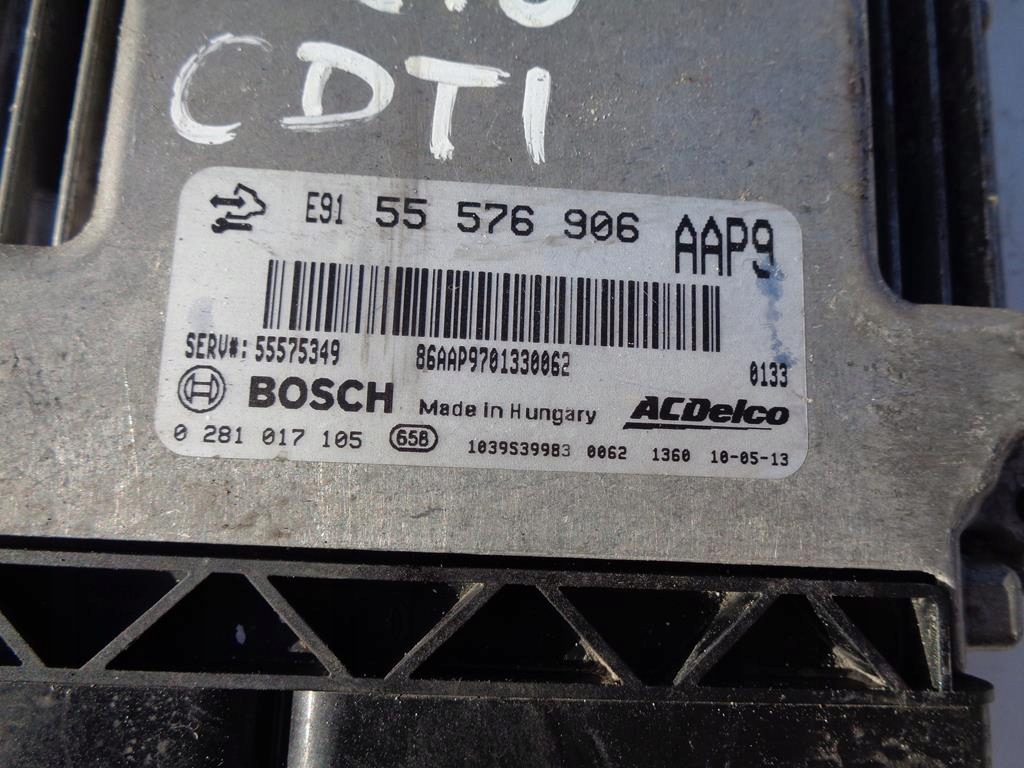 CDTI
E91 55 576 906 AAP9
SERV#: 55575349 86AAP9701330062 0133
BOSCH Made in Hungary ACDelco
0 281 017 105 658 1039S39983 0062 1360 10-05-13